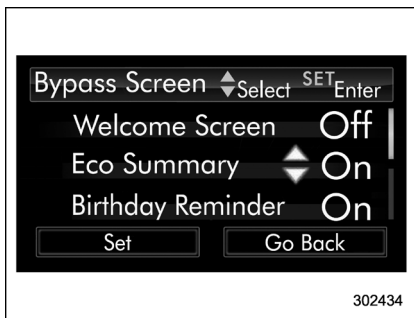 Bypass Screen Select SET Enter
Welcome Screen Off
Eco Summary On
Birthday Reminder On
Set Go Back
302434